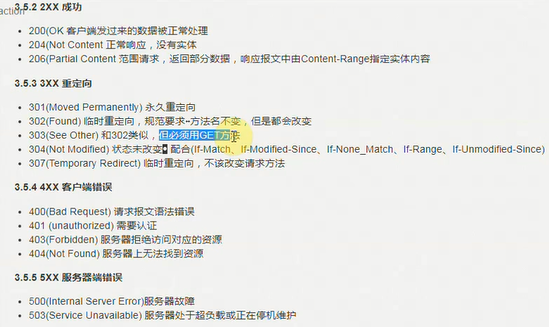 action
3.5.2 2XX 成功
200(OK 客户端发过来的数据被正常处理
204(Not Content 正常响应，没有实体
206(Partial Content 范围请求，返回部分数据，响应报文中由Content-Range指定实体内容
3.5.3 3XX 重定向
301(Moved Permanently) 永久重定向
302(Found) 临时重定向，规范要求-方法名不变，但是都会改变
303(See Other) 和302类似，但必须用GET方法
304(Not Modified) 状态未改变 配合(If-Match、If-Modified-Since、If-None_Match、If-Range、If-Unmodified-Since)
307(Temporary Redirect) 临时重定向，不该改变请求方法
3.5.4 4XX 客户端错误
400(Bad Request) 请求报文语法错误
401 (unauthorized) 需要认证
403(Forbidden) 服务器拒绝访问对应的资源
404(Not Found) 服务器上无法找到资源
3.5.5 5XX 服务器端错误
500(Internal Server Error)服务器故障
503(Service Unavailable) 服务器处于超负载或正在停机维护